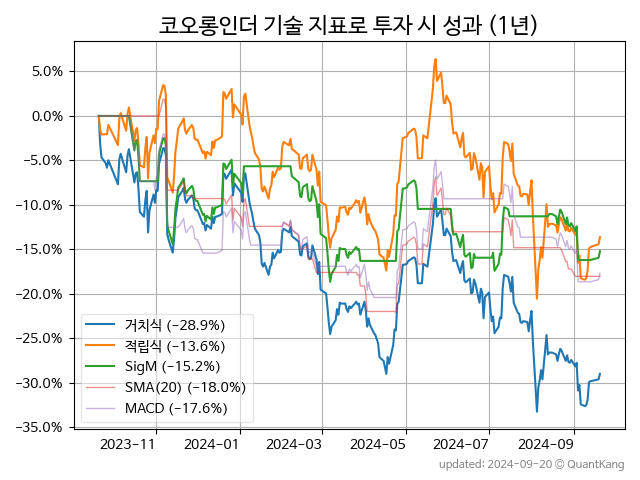 코오롱인더 기술 지표로 투자 시 성과 (1년)
5.0%
0.0%
−5.0%
−10.0%
−15.0%
−20.0%
−25.0%
−30.0%
−35.0%
거치식 (−28.9%)
적립식 (−13.6%)
SigM (−15.2%)
SMA(20) (−18.0%)
MACD (−17.6%)
2023−11 2024−01 2024−03 2024−05 2024−07 2024−09
updated: 2024−09−20 © QuantKang